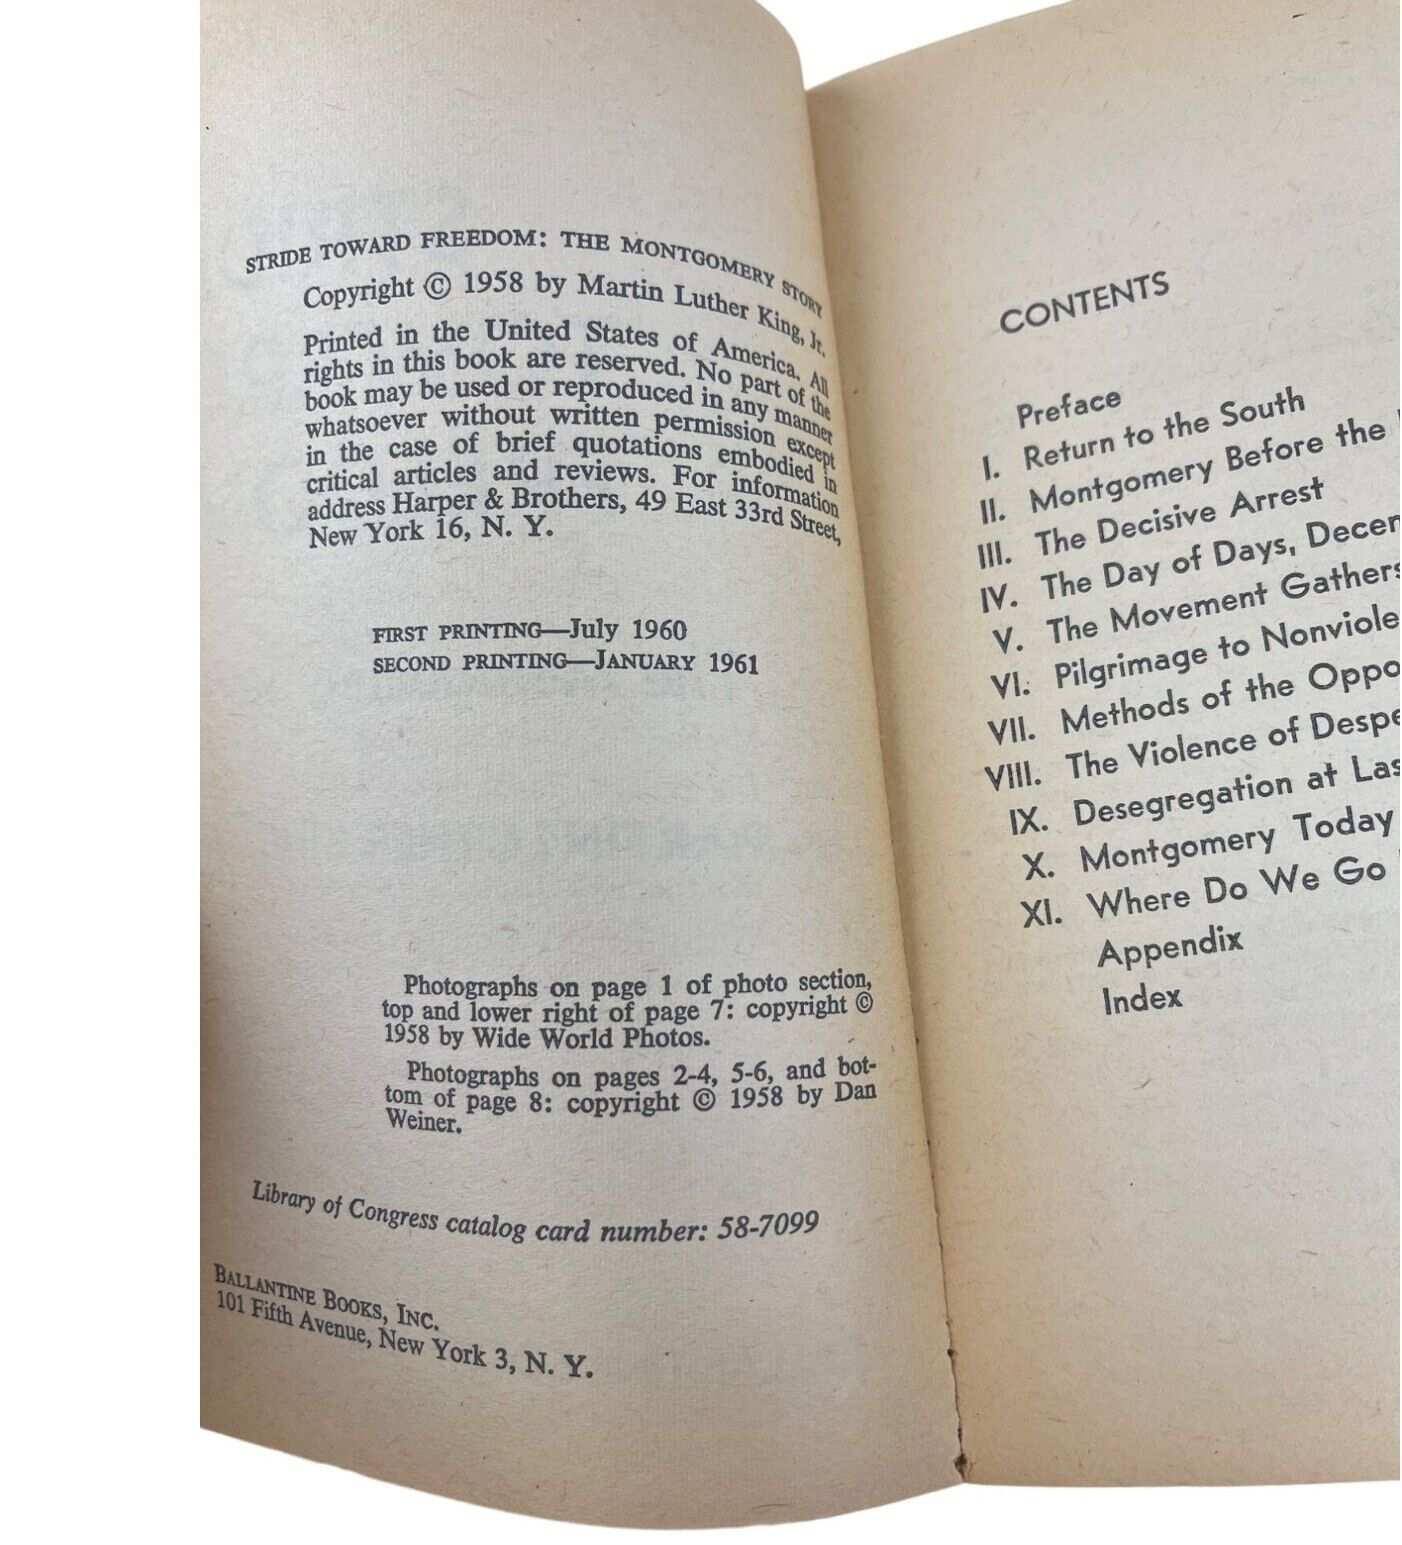 STRIDE TOWARD FREEDOM: THE MONTGOMERY STORY
Copyright © 1958 by Martin Luther King, Jr.
Printed in the United States of America. All
rights in this book are reserved. No part of the
book may be used or reproduced in any manner
whatsoever without written permission except
in the case of brief quotations embodied in
critical articles and reviews. For information
address Harper & Brothers, 49 East 33rd Street,
New York 16, N. Y.
FIRST PRINTING—July 1960
SECOND PRINTING—JANUARY 1961
Photographs on page 1 of photo section,
top and lower right of page 7: copyright ©
1958 by Wide World Photos.
Photographs on pages 2-4, 5-6, and bot-
tom of page 8: copyright © 1958 by Dan
Weiner.
Library of Congress catalog card number: 58-7099
BALLANTINE BOOKS, INC.
101 Fifth Avenue, New York 3, N. Y.
CONTENTS
Preface
I. Return to the South
II. Montgomery Before the
III. The Decisive Arrest
IV. The Day of Days, Decem
V. The Movement Gathers
VI. Pilgrimage to Nonviole
VII. Methods of the Oppo
VIII. The Violence of Despe
IX. Desegregation at Las
X. Montgomery Today
XI. Where Do We Go
Appendix
Index